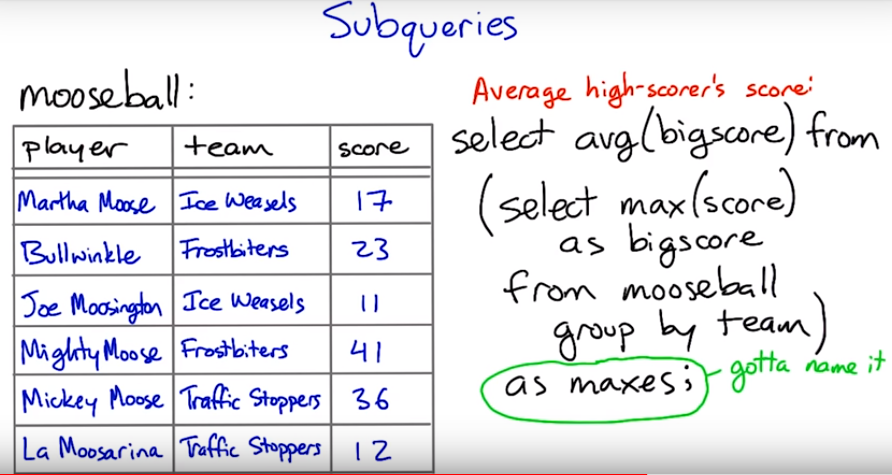 Subqueries
mooseball:
player team score
Martha Moose Ice Weasels 17
Bullwinkle Frostbiters 23
Joe Moosington Ice Weasels 11
Mighty Moose Frostbiters 41
Mickey Moose Traffic Stoppers 36
La Moosarina Traffic Stoppers 12
Average high-scorer's score:
select avg(bigscore) from
(select max(score)
as bigscore
from mooseball
group by team)
as maxes; gotta name it